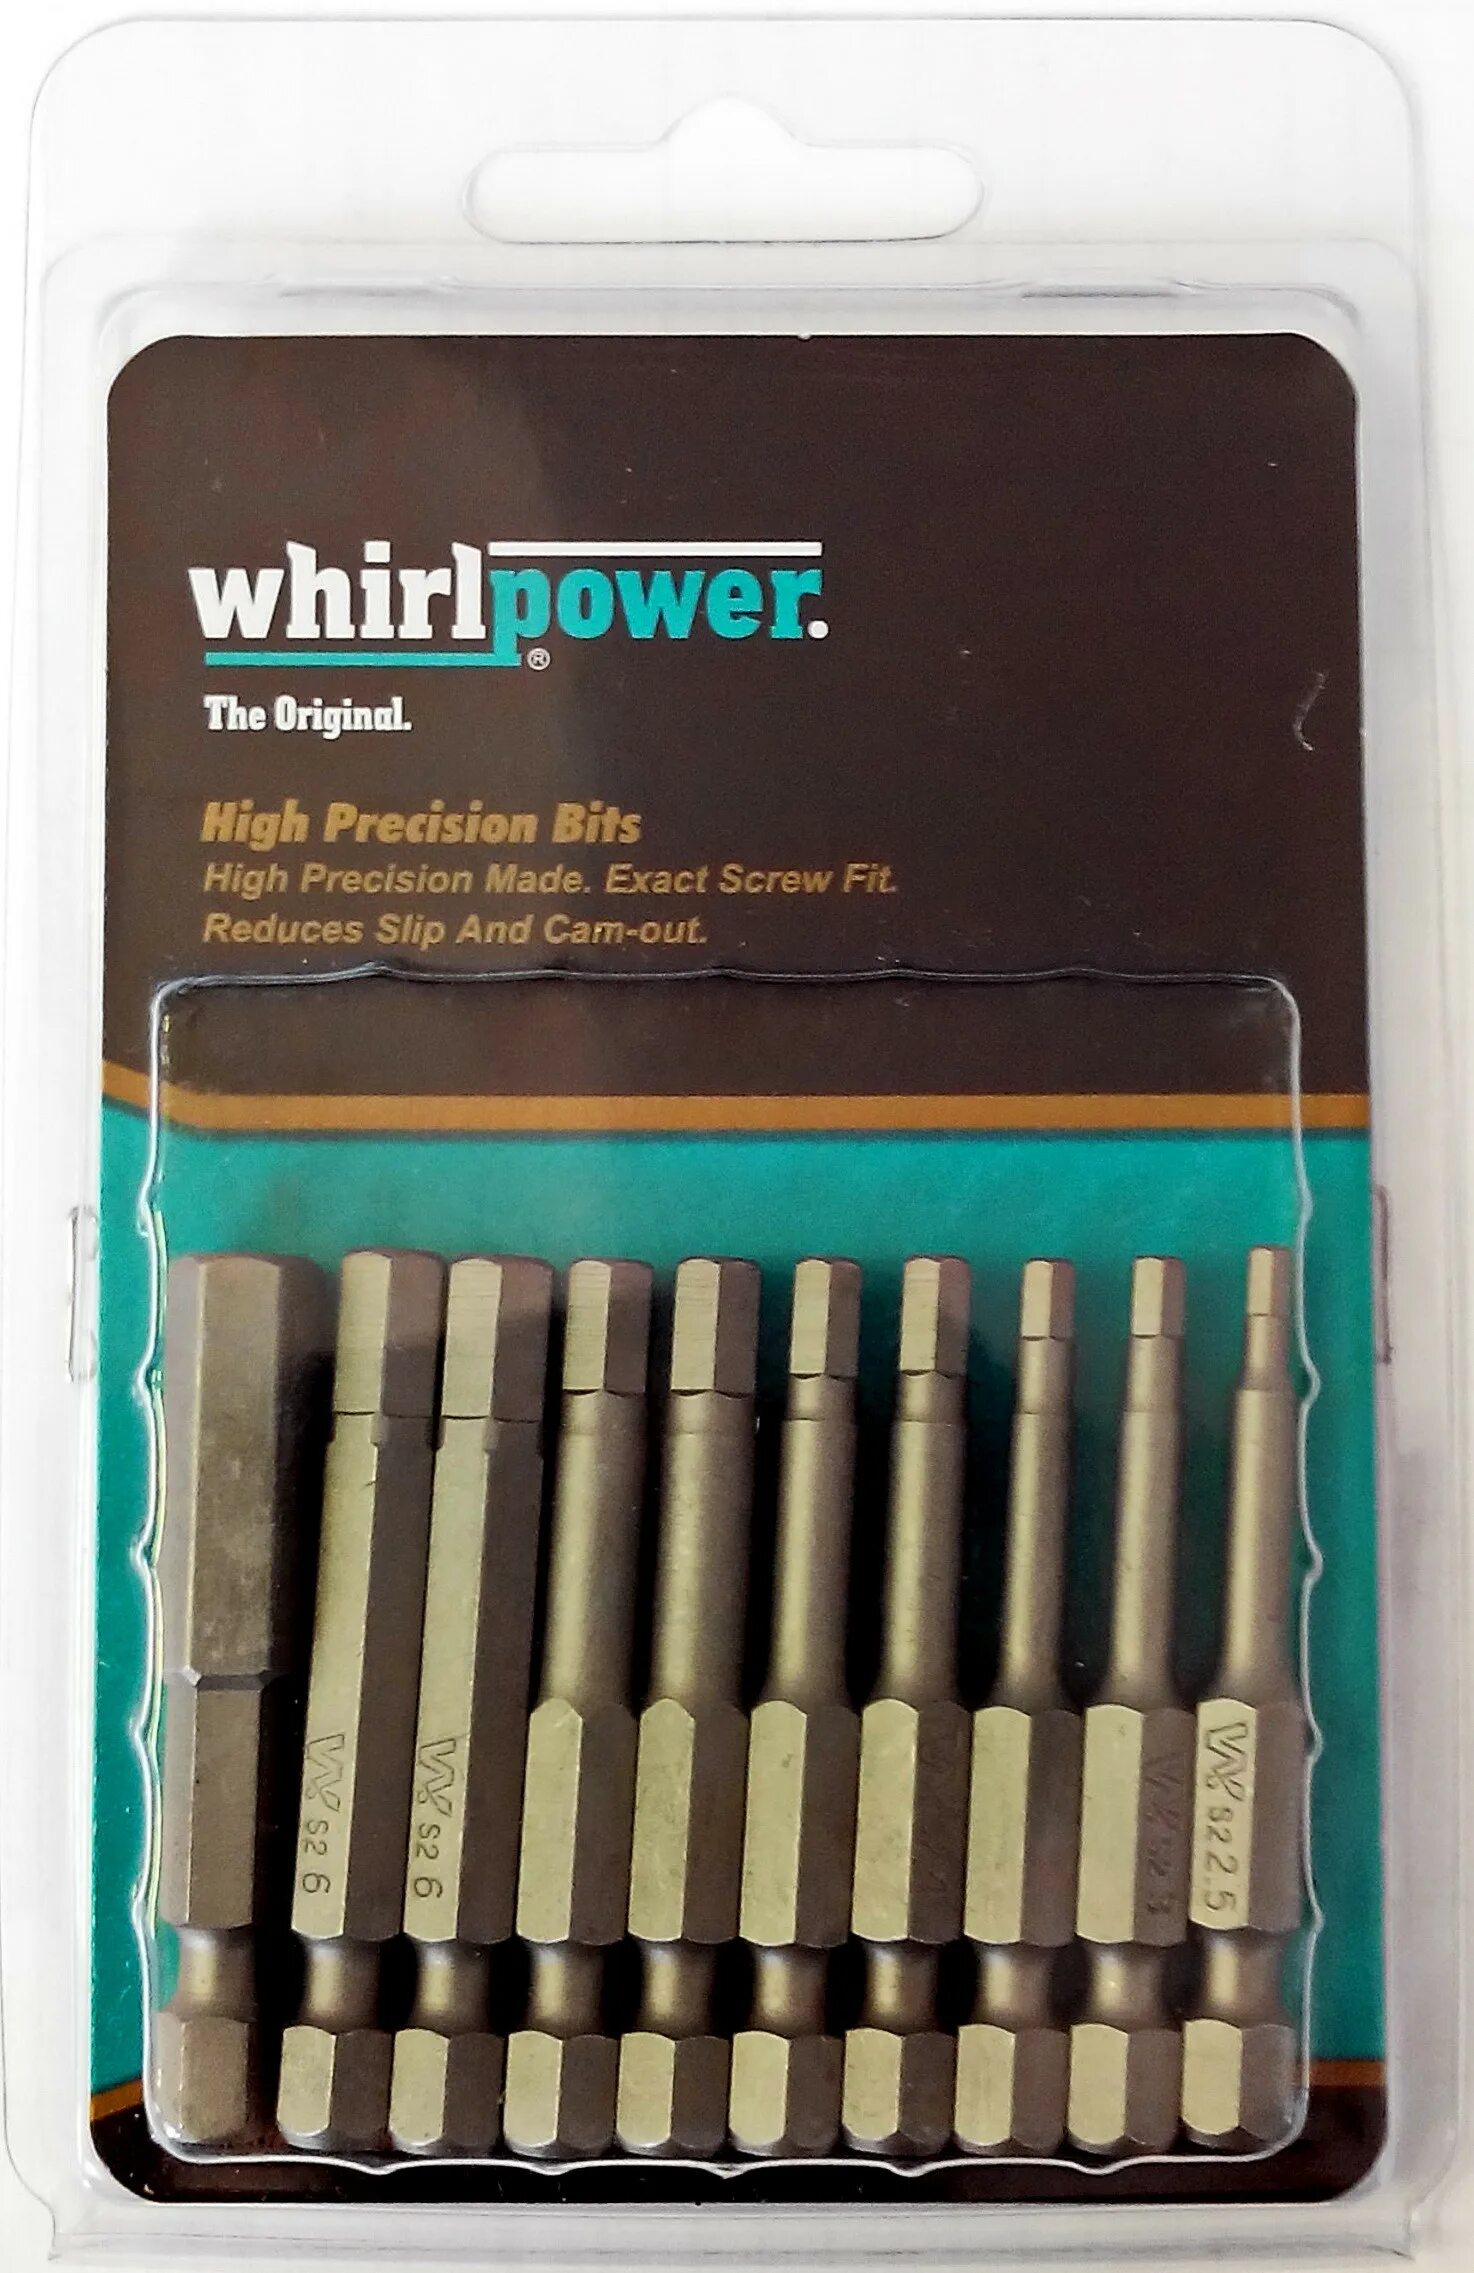 whirlpower.
®
The Original.
High Precision Bits
High Precision Made. Exact Screw Fit.
Reduces Slip And Cam-out.
S2 6
S2 6
S2 2.5